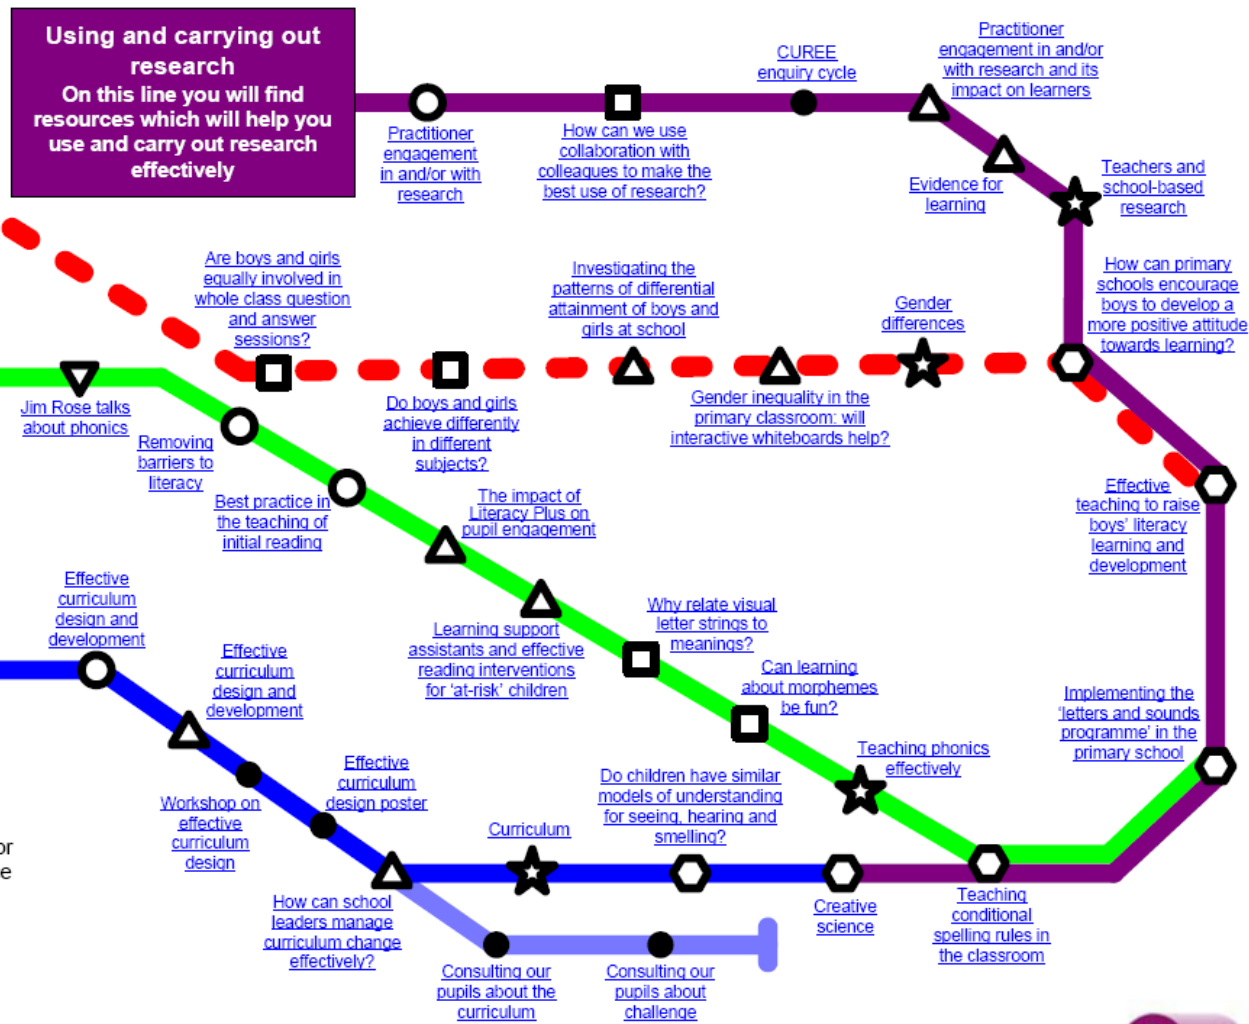 Using and carrying out
research
On this line you will find
resources which will help you
use and carry out research
effectively
Practitioner
engagement
in and/or with
research
How can we use
collaboration with
colleagues to make the
best use of research?
CUREE
enquiry cycle
Practitioner
engagement in and/or
with research and its
impact on learners
Evidence for
learning
Teachers and
school-based
research
How can primary
schools encourage
boys to develop a
more positive attitude
towards learning?
Are boys and girls
equally involved in
whole class question
and answer
sessions?
Do boys and girls
achieve differently
in different
subjects?
Investigating the
patterns of differential
attainment of boys and
girls at school
Gender inequality in the
primary classroom: will
interactive whiteboards help?
Gender
differences
Effective
teaching to raise
boys' literacy
learning and
development
Jim Rose talks
about phonics
Removing
barriers to
literacy
Best practice in
the teaching of
initial reading
The impact of
Literacy Plus on
pupil engagement
Learning support
assistants and effective
reading interventions
for 'at-risk' children
Why relate visual
letter strings to
meanings?
Can learning
about morphemes
be fun?
Teaching phonics
effectively
Implementing the
'letters and sounds
programme' in the
primary school
Effective
curriculum
design and
development
Effective
curriculum
design and
development
Workshop on
effective
curriculum
design
Effective
curriculum
design poster
How can school
leaders manage
curriculum change
effectively?
Curriculum
Do children have similar
models of understanding
for seeing, hearing and
smelling?
Creative
science
Teaching
conditional
spelling rules in
the classroom
Consulting our
pupils about the
curriculum
Consulting our
pupils about
challenge
or
e